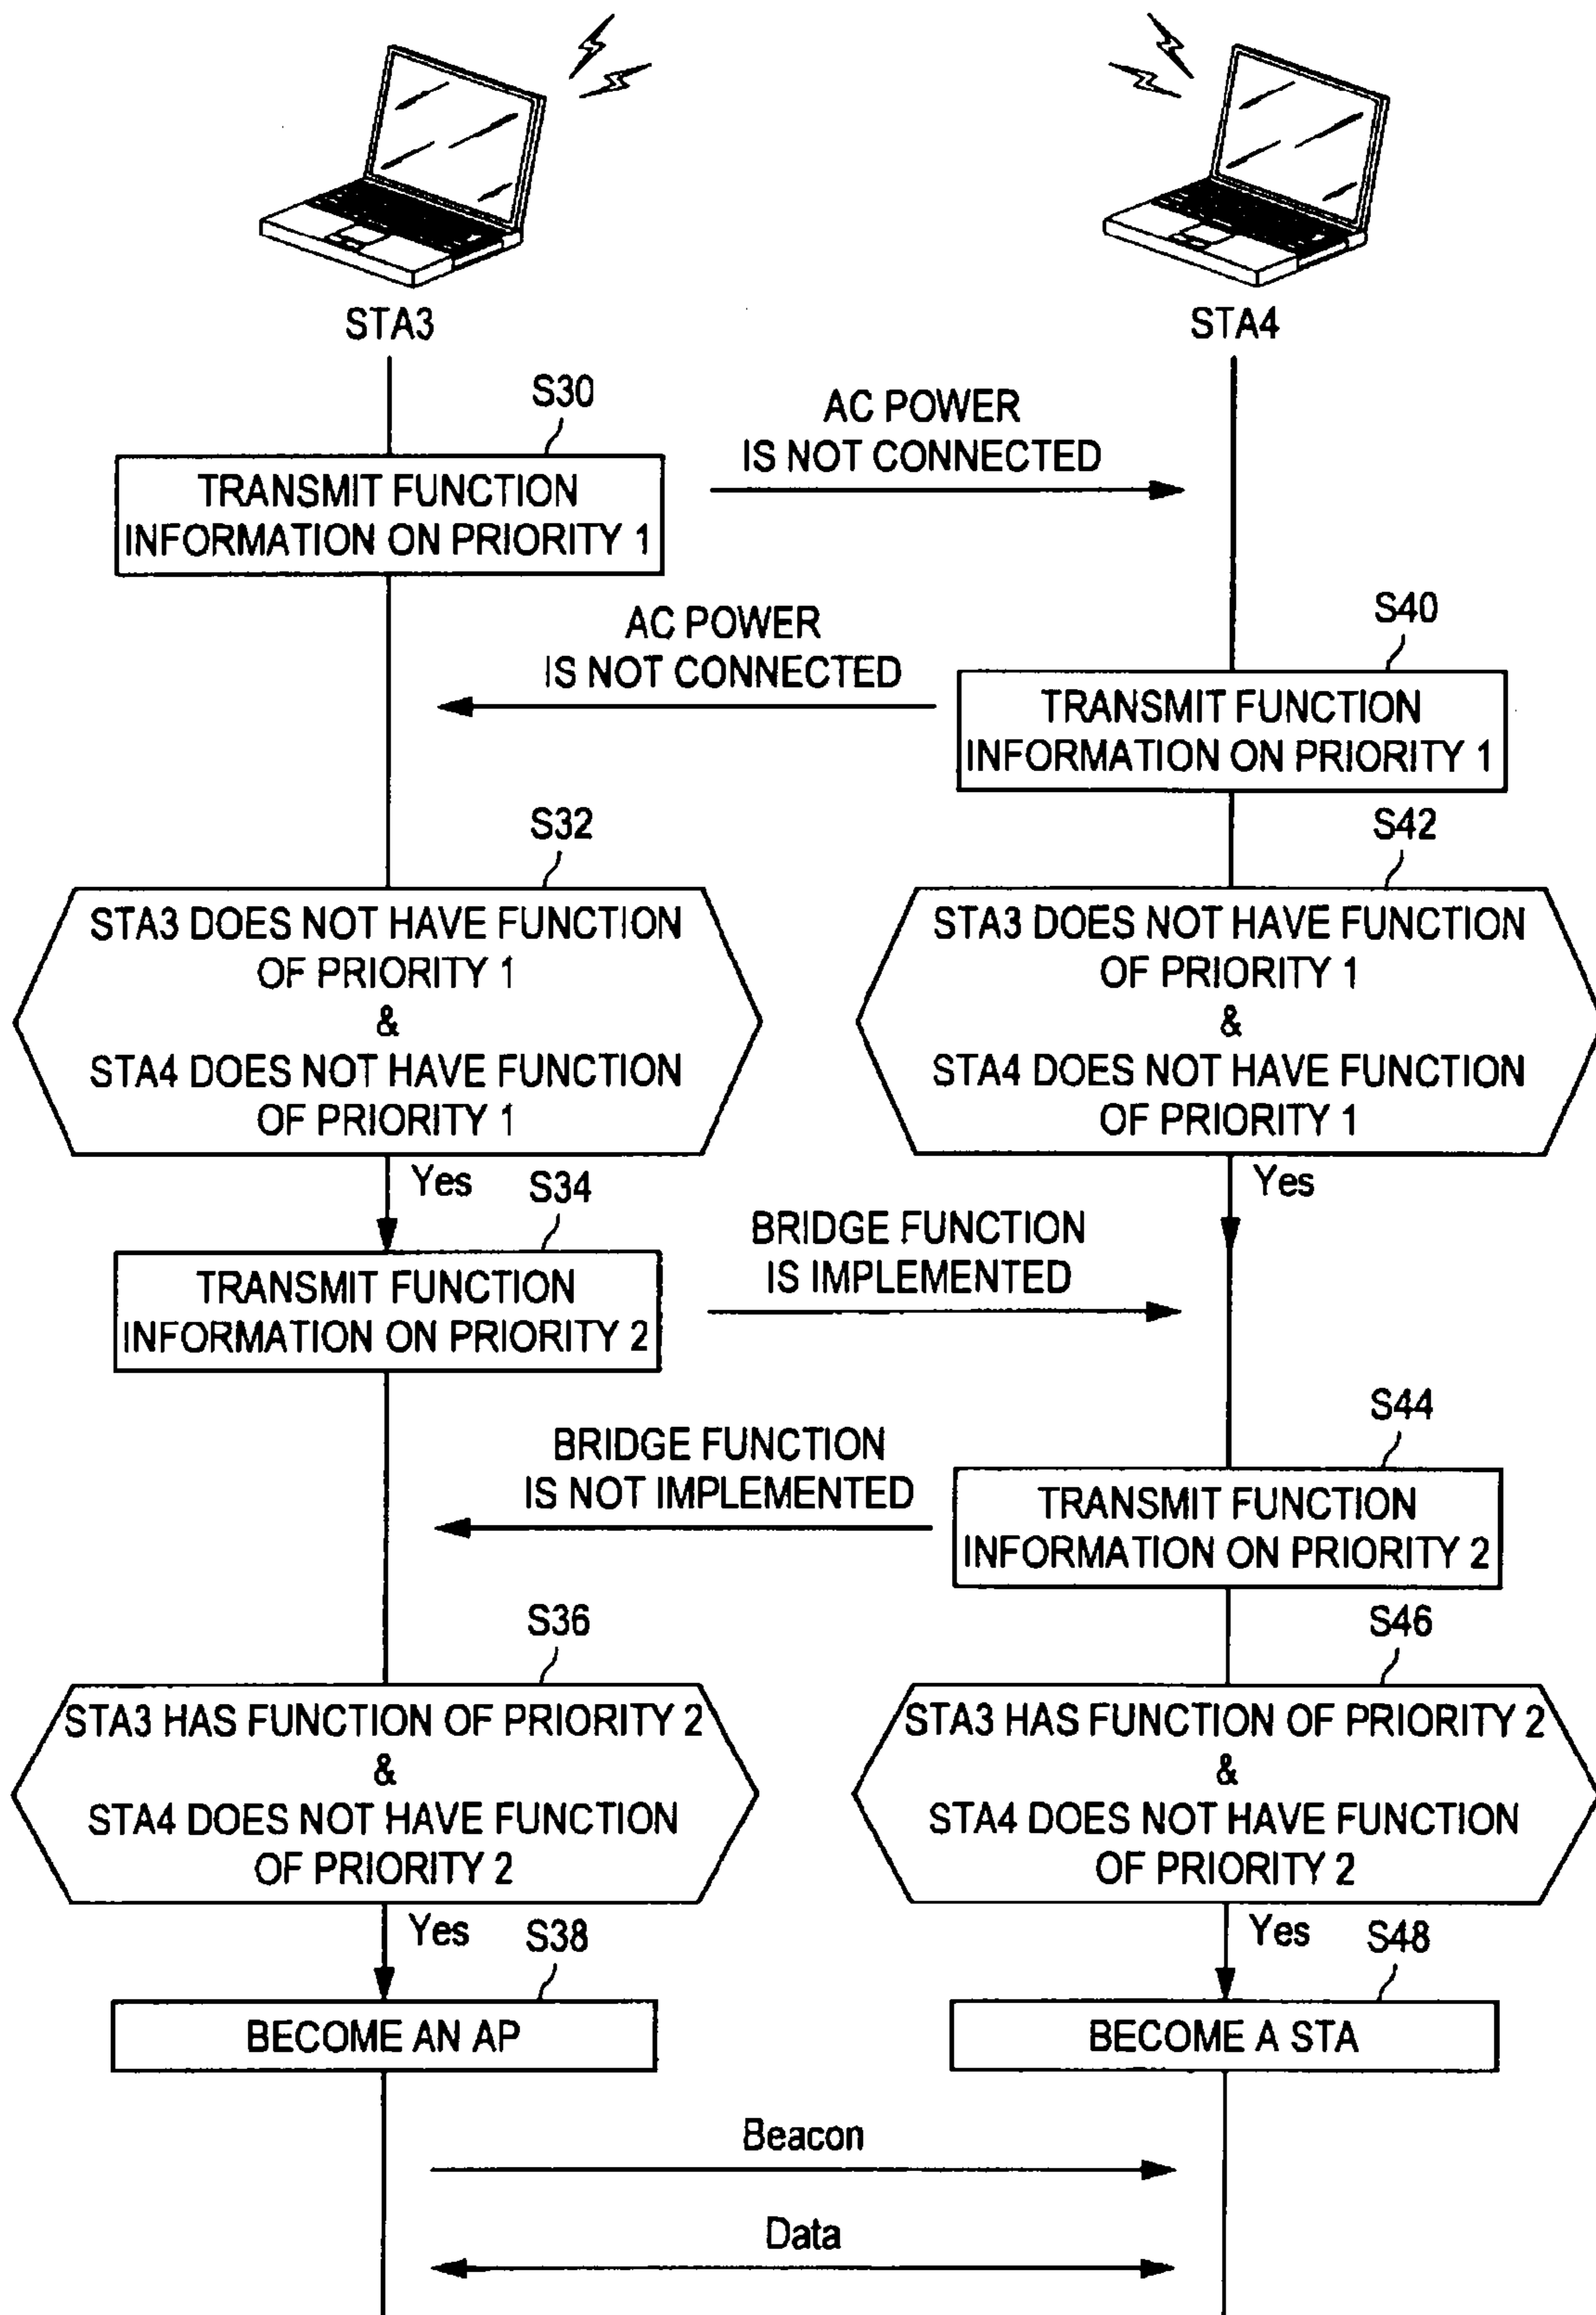 STA3
STA4
S30
AC POWER
IS NOT CONNECTED
TRANSMIT FUNCTION
INFORMATION ON PRIORITY 1
AC POWER
IS NOT CONNECTED
S40
TRANSMIT FUNCTION
INFORMATION ON PRIORITY 1
S32
STA3 DOES NOT HAVE FUNCTION
OF PRIORITY 1
&
STA4 DOES NOT HAVE FUNCTION
OF PRIORITY 1
Yes
S42
STA3 DOES NOT HAVE FUNCTION
OF PRIORITY 1
&
STA4 DOES NOT HAVE FUNCTION
OF PRIORITY 1
Yes
S34
TRANSMIT FUNCTION
INFORMATION ON PRIORITY 2
BRIDGE FUNCTION
IS IMPLEMENTED
BRIDGE FUNCTION
IS NOT IMPLEMENTED
S44
TRANSMIT FUNCTION
INFORMATION ON PRIORITY 2
S36
STA3 HAS FUNCTION OF PRIORITY 2
&
STA4 DOES NOT HAVE FUNCTION
OF PRIORITY 2
Yes
S46
STA3 HAS FUNCTION OF PRIORITY 2
&
STA4 DOES NOT HAVE FUNCTION
OF PRIORITY 2
Yes
S38
BECOME AN AP
S48
BECOME A STA
Beacon
Data